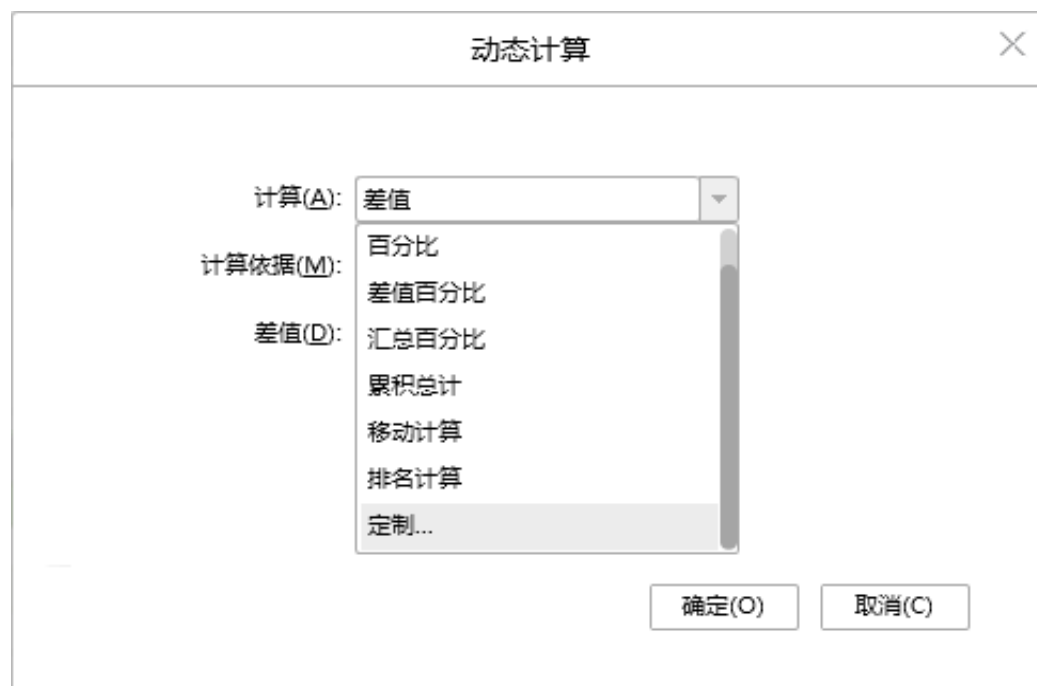 动态计算
计算(A): 差值
百分比
计算依据(M):
差值百分比
差值(D): 汇总百分比
累积总计
移动计算
排名计算
定制...
确定(O) 取消(C)